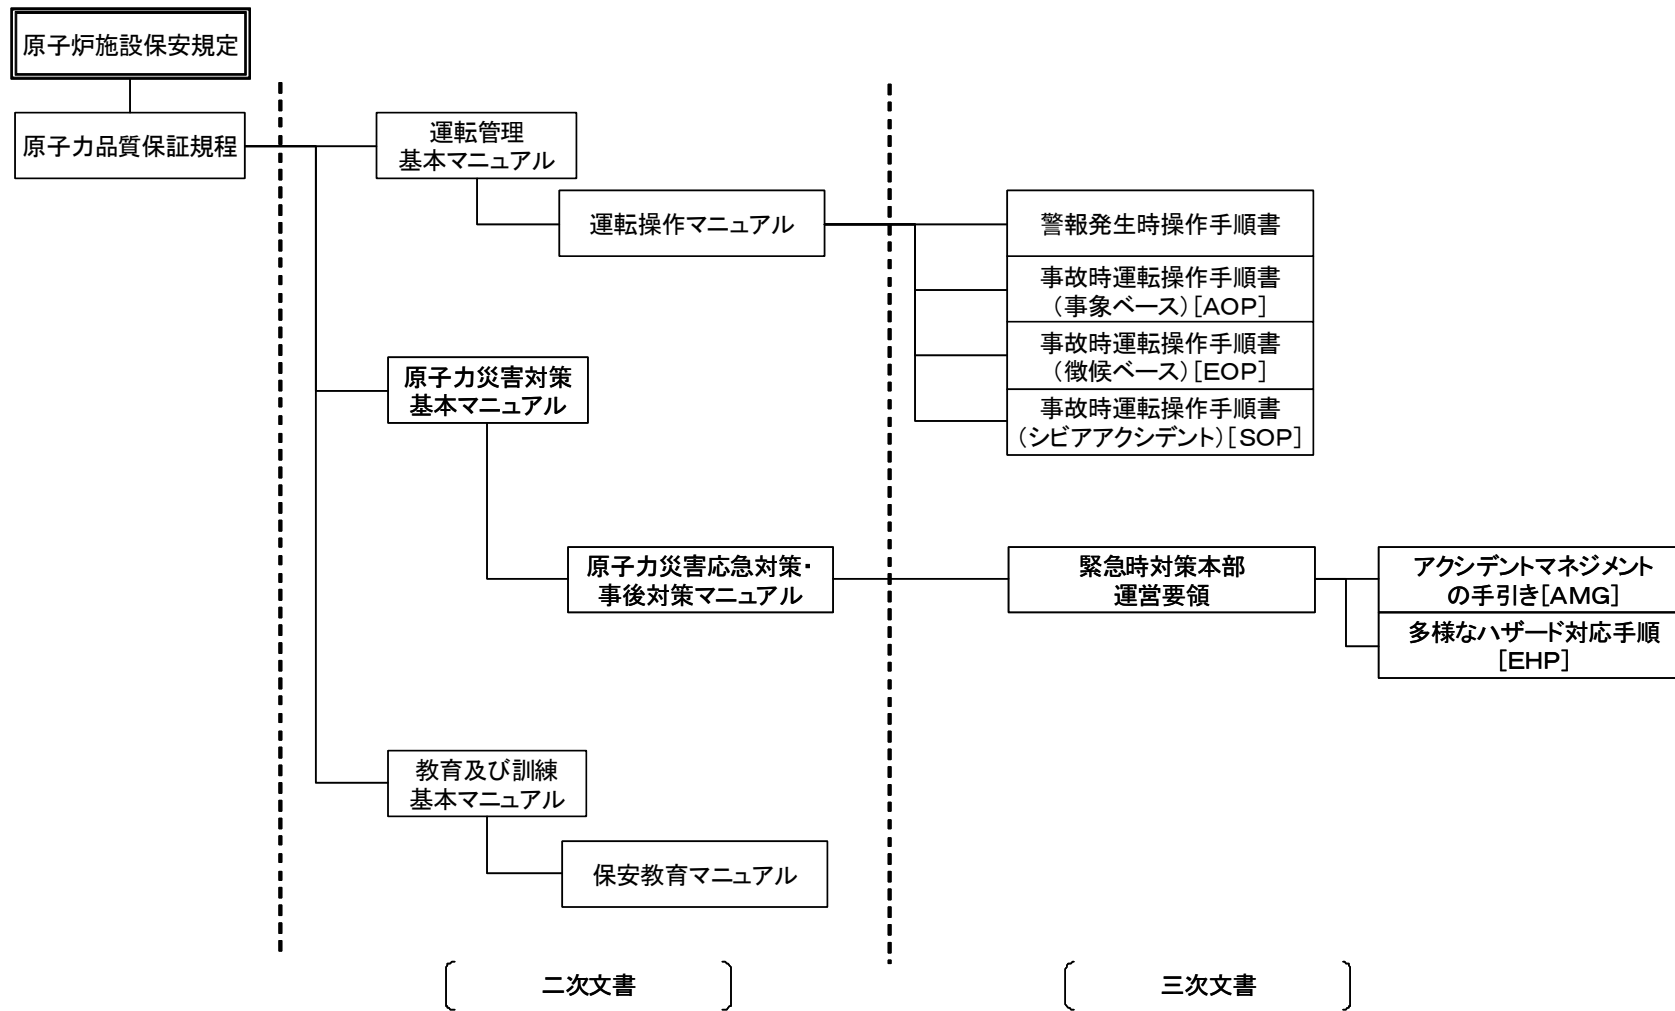 原子炉施設保安規定
原子力品質保証規程
運転管理
基本マニュアル
運転操作マニュアル
警報発生時操作手順書
事故時運転操作手順書
(事象ベース)[AOP]
事故時運転操作手順書
(徴候ベース)[EOP]
事故時運転操作手順書
(シビアアクシデント)[SOP]
原子力災害対策
基本マニュアル
原子力災害応急対策・
事後対策マニュアル
緊急時対策本部
運営要領
アクシデントマネジメント
の手引き[AMG]
多様なハザード対応手順
[EHP]
教育及び訓練
基本マニュアル
保安教育マニュアル
二次文書
三次文書